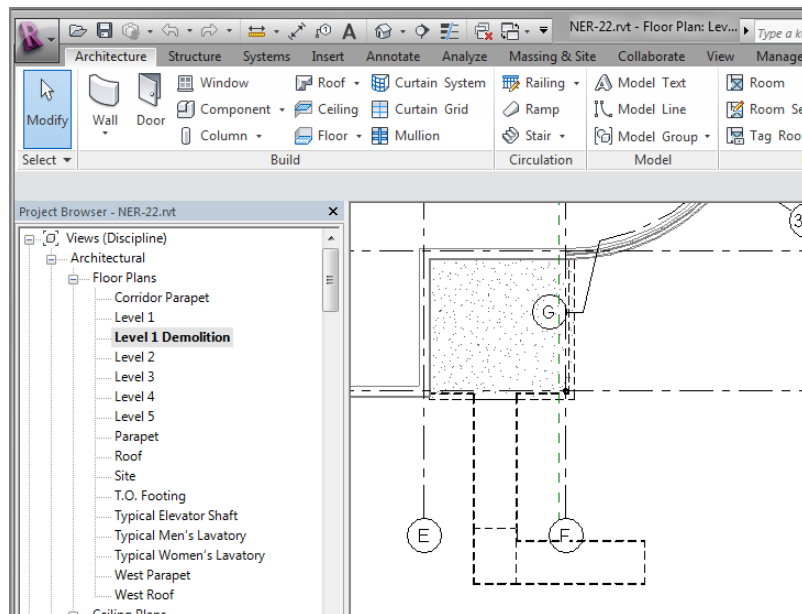 NER-22.rvt - Floor Plan: Lev...
Type a k
Architecture Structure Systems Insert Annotate Analyze Massing & Site Collaborate View Manage
Modify Wall Door Window Roof Curtain System Railing Model Text Room
Component Ceiling Curtain Grid Ramp Model Line Room Se
Column Floor Mullion Stair Model Group Tag Roo
Select Build Circulation Model
Project Browser - NER-22.rvt
Views (Discipline)
Architectural
Floor Plans
Corridor Parapet
Level 1
Level 1 Demolition
Level 2
Level 3
Level 4
Level 5
Parapet
Roof
Site
T.O. Footing
Typical Elevator Shaft
Typical Men's Lavatory
Typical Women's Lavatory
West Parapet
West Roof
Ceiling Plans
3
G
E F